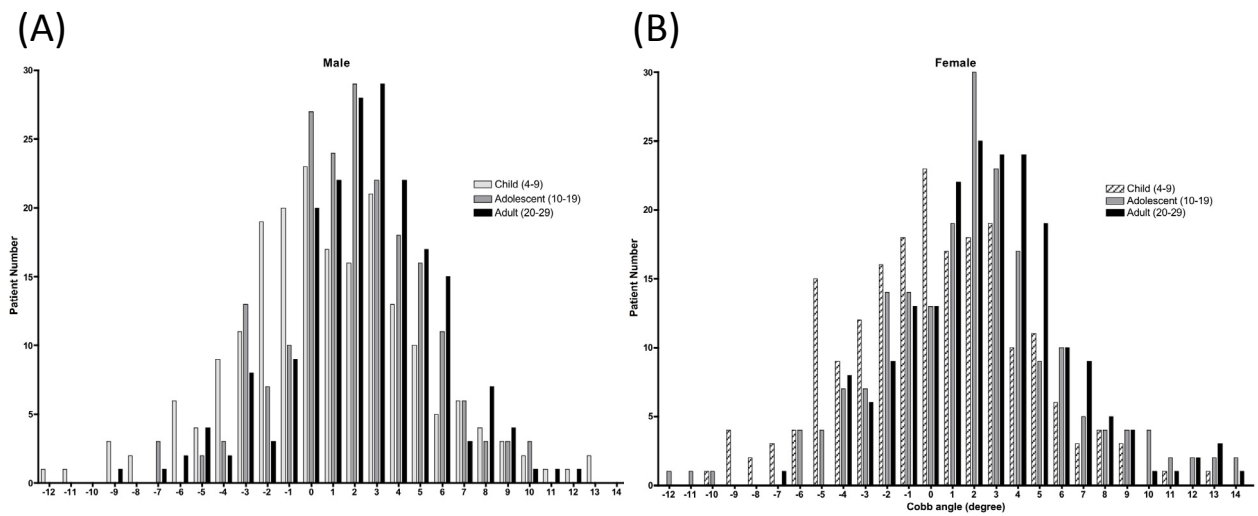 (A)
Male
Patient Number
30
25
20
15
10
5
0
Child (4-9)
Adolescent (10-19)
Adult (20-29)
-12 -11 -10 -9 -8 -7 -6 -5 -4 -3 -2 -1 0 1 2 3 4 5 6 7 8 9 10 11 12 13 14
(B)
Female
Patient Number
30
25
20
15
10
5
0
Child (4-9)
Adolescent (10-19)
Adult (20-29)
-12 -11 -10 -9 -8 -7 -6 -5 -4 -3 -2 -1 0 1 2 3 4 5 6 7 8 9 10 11 12 13 14
Cobb angle (degree)